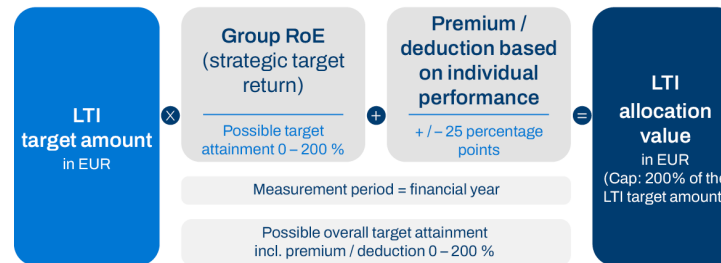 LTI
target amount
in EUR
x
Group RoE
(strategic target
return)
Possible target
attainment 0 – 200 %
+
Premium /
deduction based
on individual
performance
+ / – 25 percentage
points
=
LTI
allocation
value
in EUR
(Cap: 200% of the
LTI target amount
Measurement period = financial year
Possible overall target attainment
incl. premium / deduction 0 – 200 %